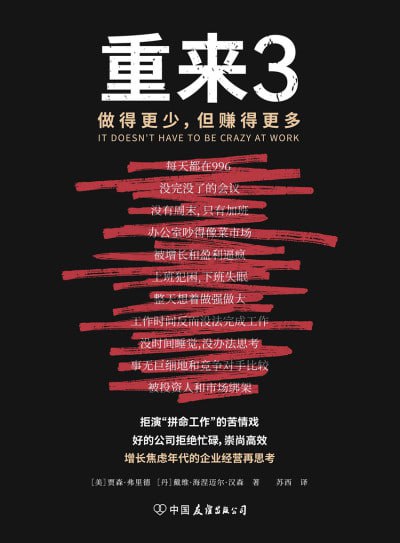 重来3
做得更少,但赚得更多
IT DOESN'T HAVE TO BE CRAZY AT WORK
每天都在996
没完没了的会议
没有周末,只有加班
办公室吵得像菜市场
被增长和盈利逼疯
上班犯困,下班失眠
整天想着做强做大
工作时间反而没法完成工作
没时间睡觉,没办法思考
事无巨细地和竞争对手比较
被投资人和市场绑架
拒演“拼命工作”的苦情戏
好的公司拒绝忙碌,崇尚高效
增长焦虑年代的企业经营再思考
[美]贾森·弗里德 [丹]戴维·海涅迈尔·汉森 著 苏西 译
中国友谊出版公司